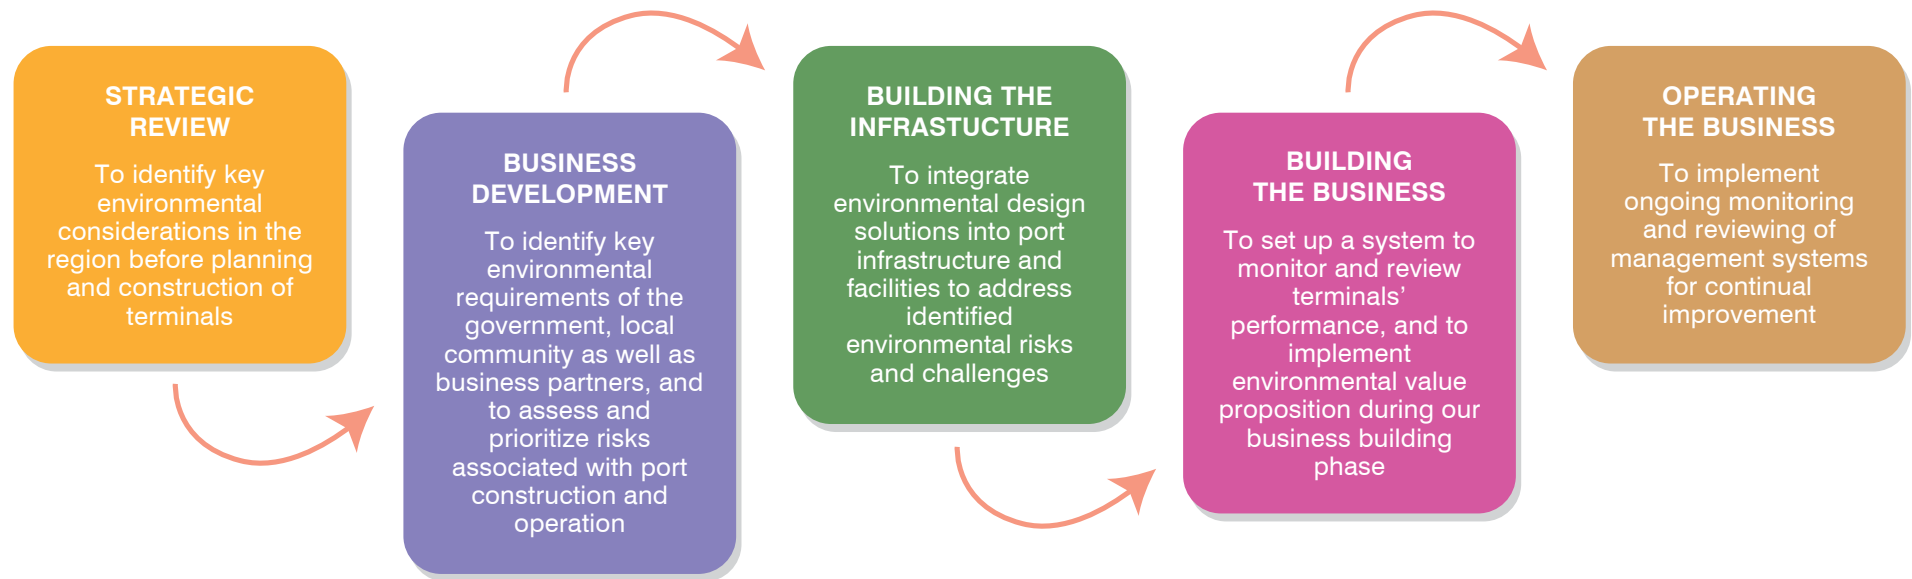 STRATEGIC
REVIEW
To identify key
environmental
considerations in the
region before planning
and construction of
terminals
BUSINESS
DEVELOPMENT
To identify key
environmental
requirements of the
government, local
community as well as
business partners, and
to assess and
prioritize risks
associated with port
construction and
operation
BUILDING THE
INFRASTUCTURE
To integrate
environmental design
solutions into port
infrastructure and
facilities to address
identified
environmental risks
and challenges
BUILDING
THE BUSINESS
To set up a system to
monitor and review
terminals’
performance, and to
implement
environmental value
proposition during our
business building
phase
OPERATING
THE BUSINESS
To implement
ongoing monitoring
and reviewing of
management systems
for continual
improvement